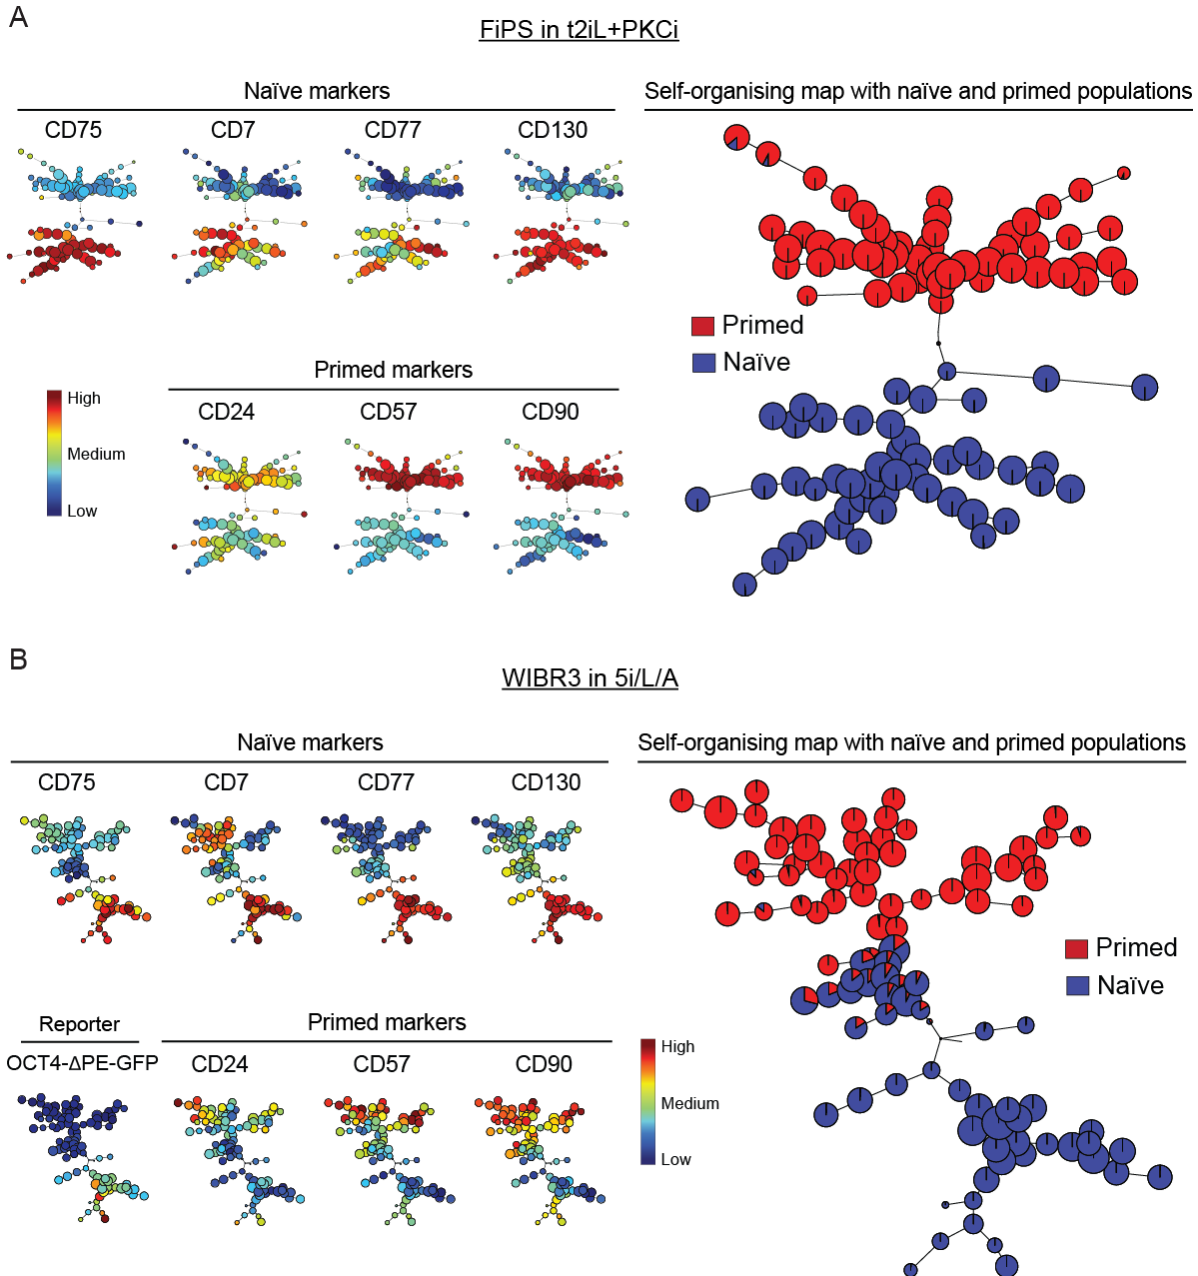 A
FiPS in t2iL+PKCi
Naïve markers
CD75 CD7 CD77 CD130
Self-organising map with naïve and primed populations
Primed
Naïve
Primed markers
CD24 CD57 CD90
High
Medium
Low
B
WIBR3 in 5i/L/A
Naïve markers
CD75 CD7 CD77 CD130
Self-organising map with naïve and primed populations
Primed
Naïve
Reporter
OCT4-ΔPE-GFP
Primed markers
CD24 CD57 CD90
High
Medium
Low